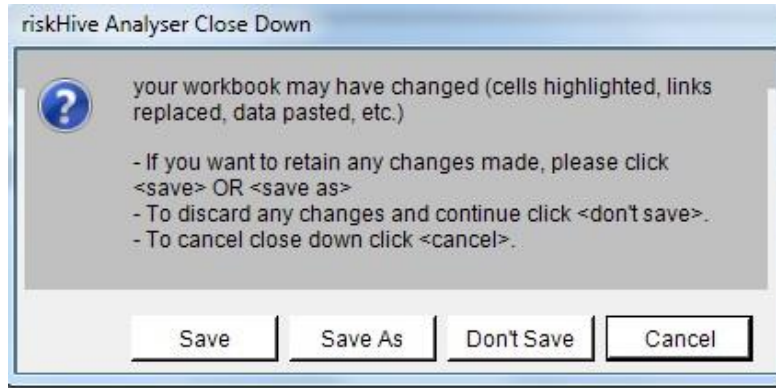 riskHive Analyser Close Down
your workbook may have changed (cells highlighted, links
replaced, data pasted, etc.)
- If you want to retain any changes made, please click
<save> OR <save as>
- To discard any changes and continue click <don't save>.
- To cancel close down click <cancel>.
Save Save As Don't Save Cancel